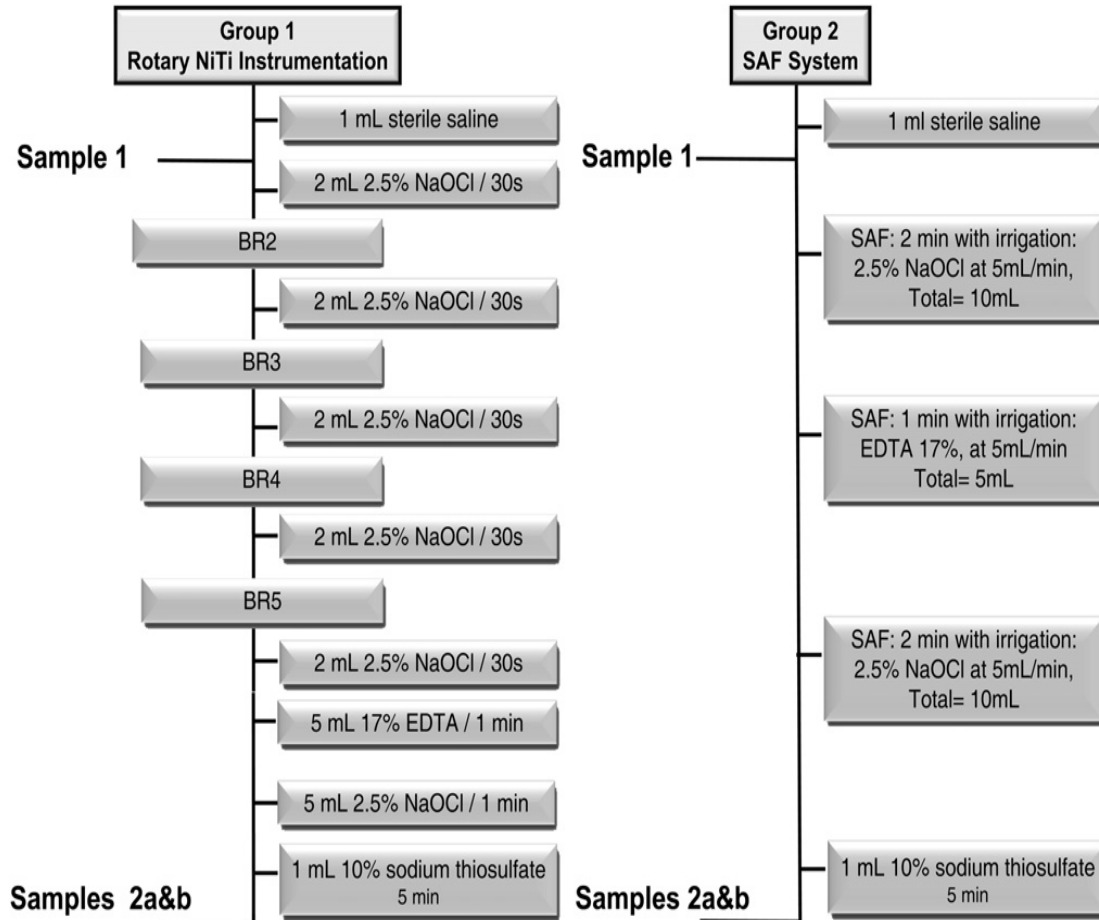 Group 1
Rotary NiTi Instrumentation
1 mL sterile saline
Sample 1
2 mL 2.5% NaOCl / 30s
BR2
2 mL 2.5% NaOCl / 30s
BR3
2 mL 2.5% NaOCl / 30s
BR4
2 mL 2.5% NaOCl / 30s
BR5
2 mL 2.5% NaOCl / 30s
5 mL 17% EDTA / 1 min
5 mL 2.5% NaOCl / 1 min
1 mL 10% sodium thiosulfate
5 min
Samples 2a&b
Group 2
SAF System
1 ml sterile saline
Sample 1
SAF: 2 min with irrigation:
2.5% NaOCl at 5mL/min,
Total= 10mL
SAF: 1 min with irrigation:
EDTA 17%, at 5mL/min
Total= 5mL
SAF: 2 min with irrigation:
2.5% NaOCl at 5mL/min,
Total= 10mL
1 mL 10% sodium thiosulfate
5 min
Samples 2a&b